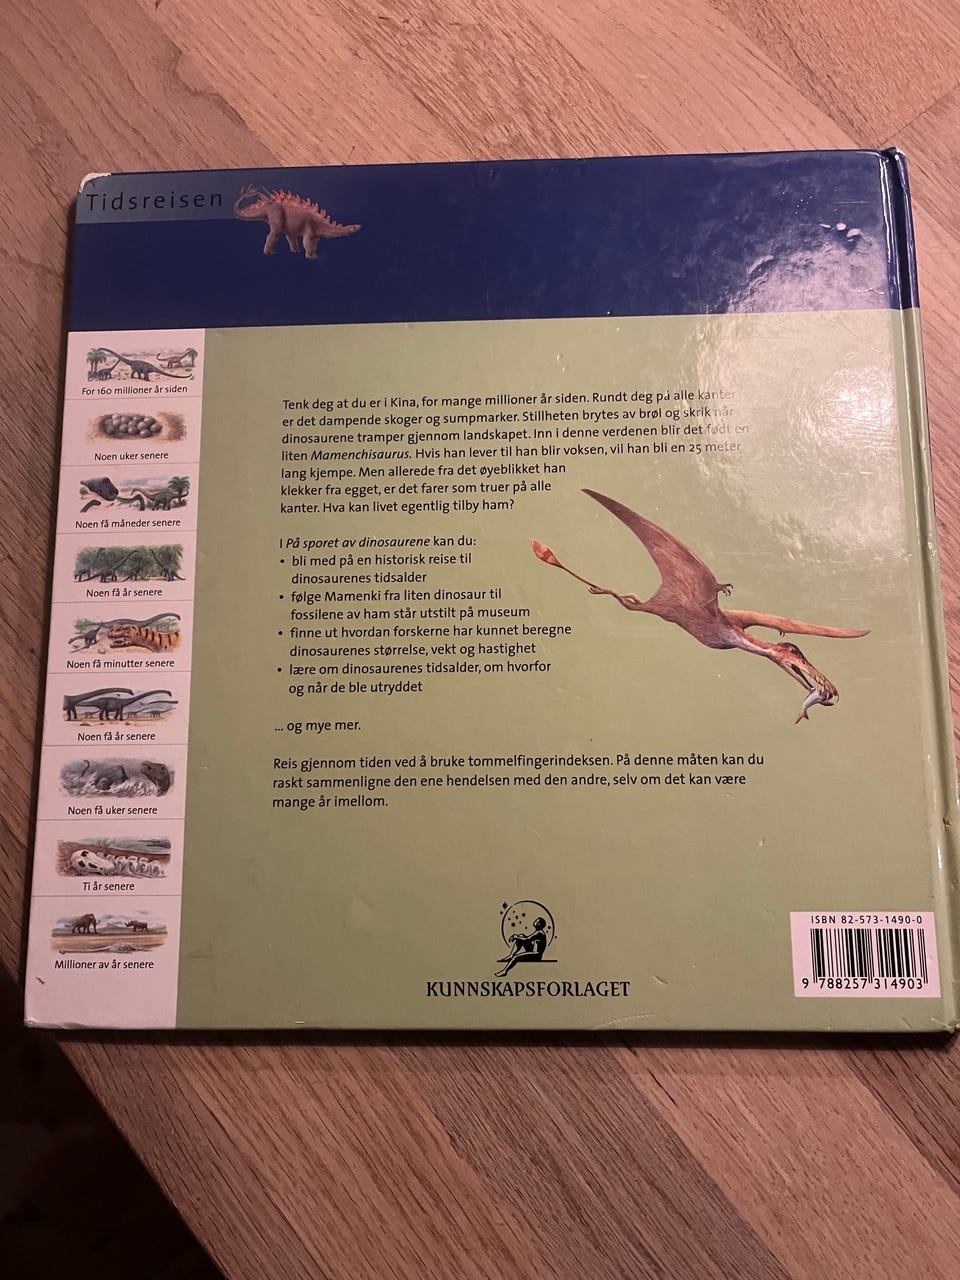 Tidsreisen
For 160 millioner år siden
Noen uker senere
Noen få måneder senere
Noen få år senere
Noen få minutter senere
Noen få år senere
Noen få uker senere
Ti år senere
Millioner av år senere
Tenk deg at du er i Kina, for mange millioner år siden. Rundt deg på alle kanter
er det dampende skoger og sumpmarker. Stillheten brytes av brøl og skrik når
dinosaurene tramper gjennom landskapet. Inn i denne verdenen blir det født en
liten Mamenchisaurus. Hvis han lever til han blir voksen, vil han bli en 25 meter
lang kjempe. Men allerede fra det øyeblikket han
klekker fra egget, er det farer som truer på alle
kanter. Hva kan livet egentlig tilby ham?
I På sporet av dinosaurene kan du:
• bli med på en historisk reise til
dinosaurenes tidsalder
• følge Mamenki fra liten dinosaur til
fossilene av ham står utstilt på museum
• finne ut hvordan forskerne har kunnet beregne
dinosaurenes størrelse, vekt og hastighet
• lære om dinosaurenes tidsalder, om hvorfor
og når de ble utryddet
... og mye mer.
Reis gjennom tiden ved å bruke tommelfingerindeksen. På denne måten kan du
raskt sammenligne den ene hendelsen med den andre, selv om det kan være
mange år imellom.
KUNNSKAPSFORLAGET
ISBN 82-573-1490-0
9 788257 314903